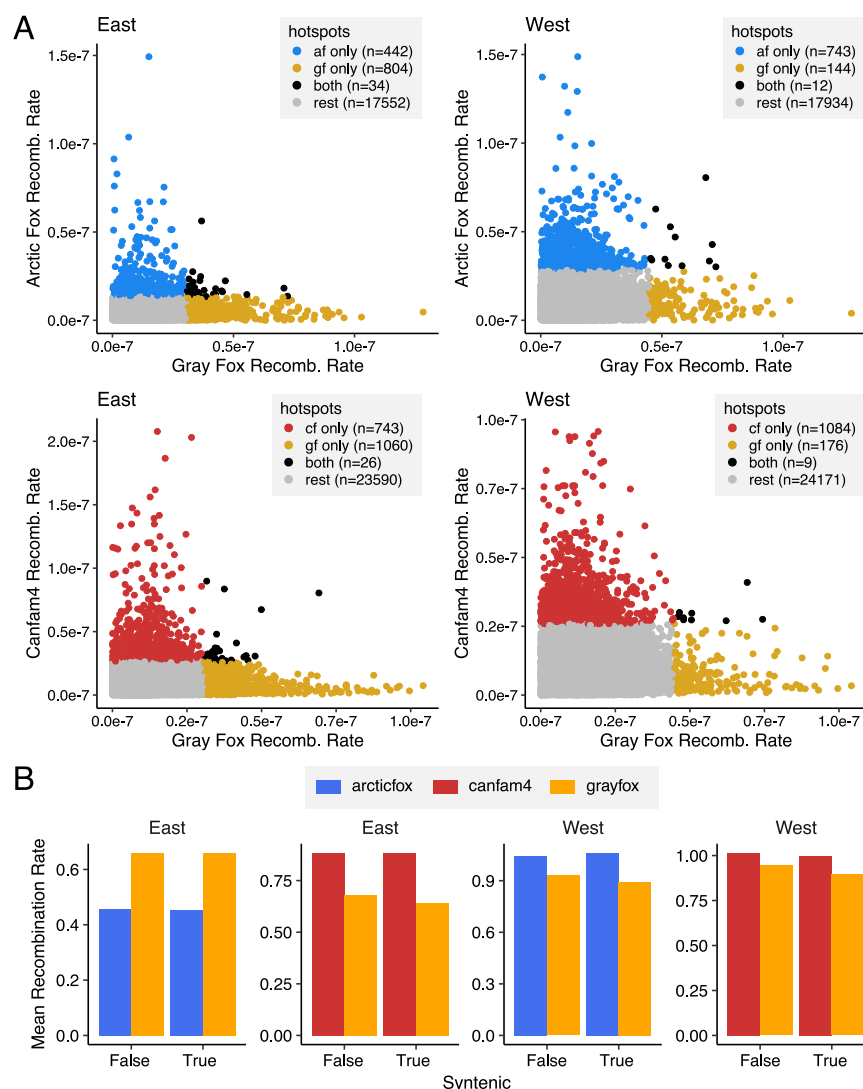 A
East
hotspots
af only (n=442)
gf only (n=804)
both (n=34)
rest (n=17552)
Arctic Fox Recomb. Rate
1.5e-7
1.0e-7
0.5e-7
0.0e-7
0.0e-7 0.5e-7 1.0e-7
Gray Fox Recomb. Rate
West
hotspots
af only (n=743)
gf only (n=144)
both (n=12)
rest (n=17934)
Arctic Fox Recomb. Rate
1.5e-7
1.0e-7
0.5e-7
0.0e-7
0.0e-7 0.5e-7 1.0e-7
Gray Fox Recomb. Rate
East
hotspots
cf only (n=743)
gf only (n=1060)
both (n=26)
rest (n=23590)
Canfam4 Recomb. Rate
2.0e-7
1.5e-7
1.0e-7
0.5e-7
0.0e-7
0.0e-7 0.2e-7 0.5e-7 0.7e-7 1.0e-7
Gray Fox Recomb. Rate
West
hotspots
cf only (n=1084)
gf only (n=176)
both (n=9)
rest (n=24171)
Canfam4 Recomb. Rate
1.0e-7
0.7e-7
0.5e-7
0.2e-7
0.0e-7
0.0e-7 0.2e-7 0.5e-7 0.7e-7 1.0e-7
Gray Fox Recomb. Rate
B
arcticfox canfam4 grayfox
Mean Recombination Rate
East
0.6
0.4
0.2
0.0
False True
East
0.75
0.50
0.25
0.00
False True
West
0.9
0.6
0.3
0.0
False True
West
1.00
0.75
0.50
0.25
0.00
False True
Syntenic